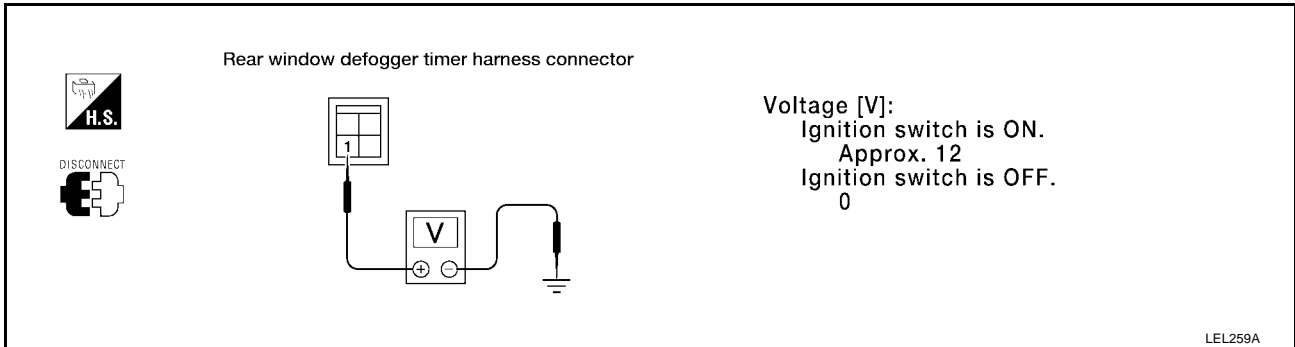 Rear window defogger timer harness connector
H.S.
DISCONNECT
1
V
+ −
Voltage [V]:
Ignition switch is ON.
Approx. 12
Ignition switch is OFF.
0
LEL259A